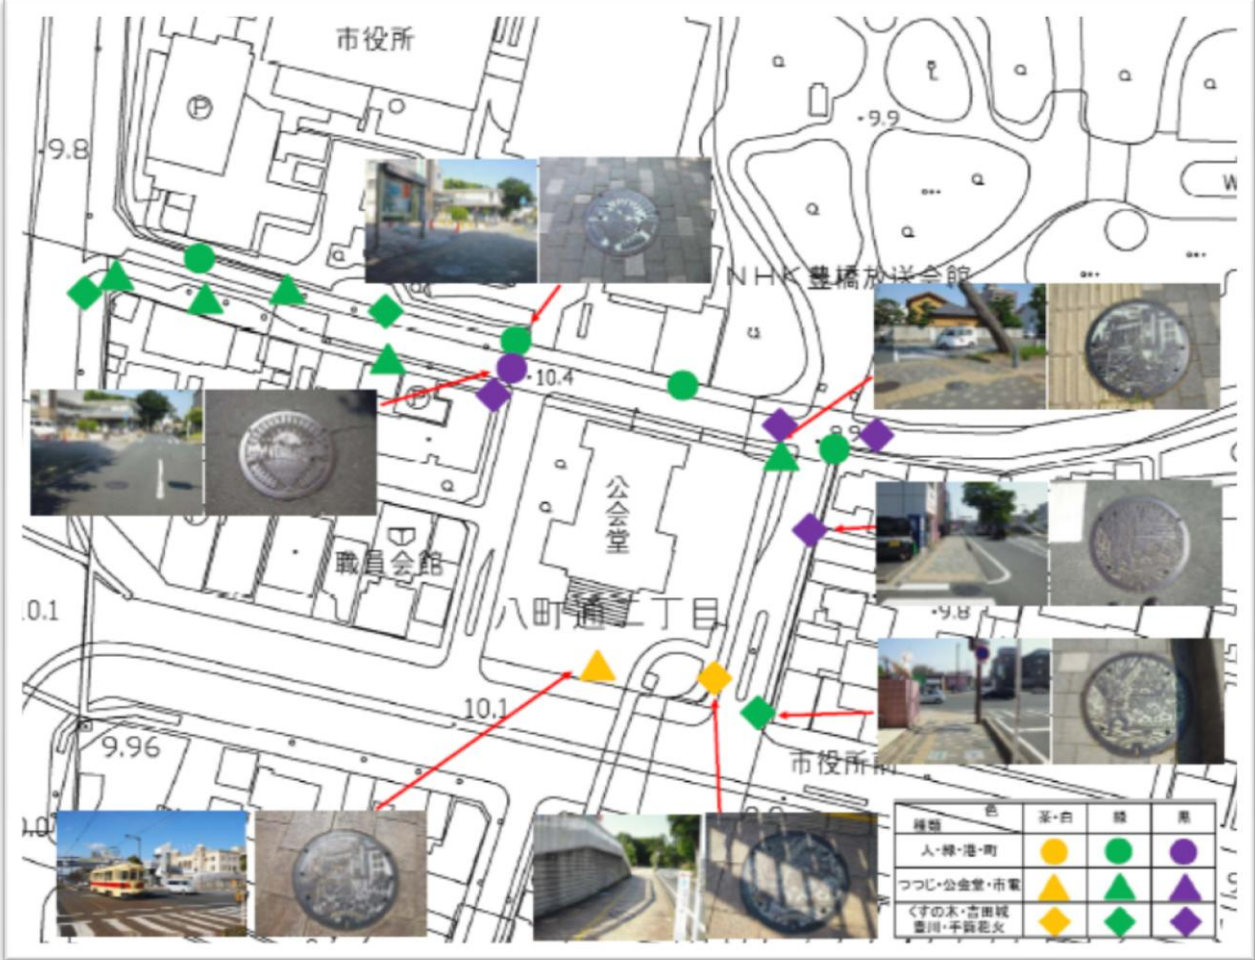 市役所
P
9.8
9.9
NHK豊橋放送会館
10.4
P
公会堂
職員会館
八町通二丁目
10.1
9.8
10.1
9.96
市役所前
色
種類
茶・白
緑
黒
人・緑・港・町
つつじ・公会堂・市電
くすの木・吉田城
豊川・手筒花火